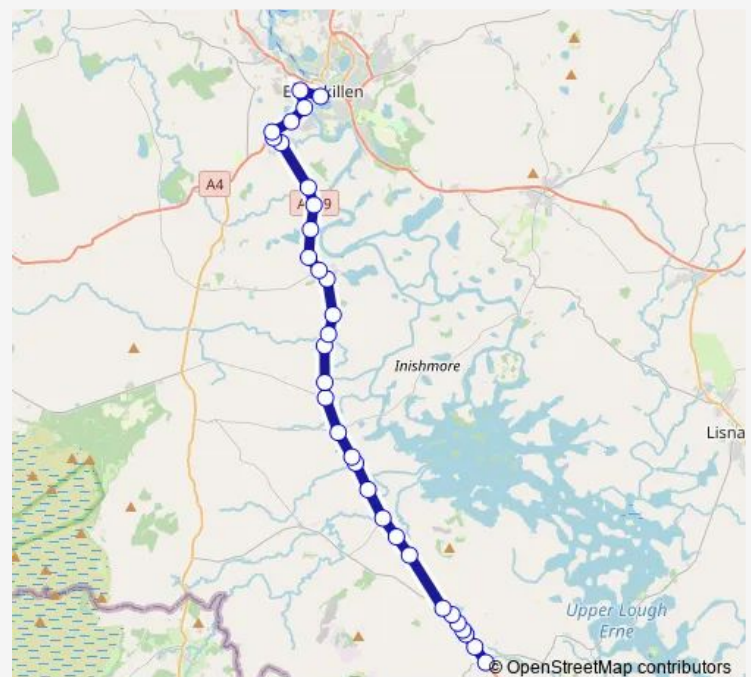 A4
Inishmore
Lisna
Upper Lough
Erne
© OpenStreetMap contributors